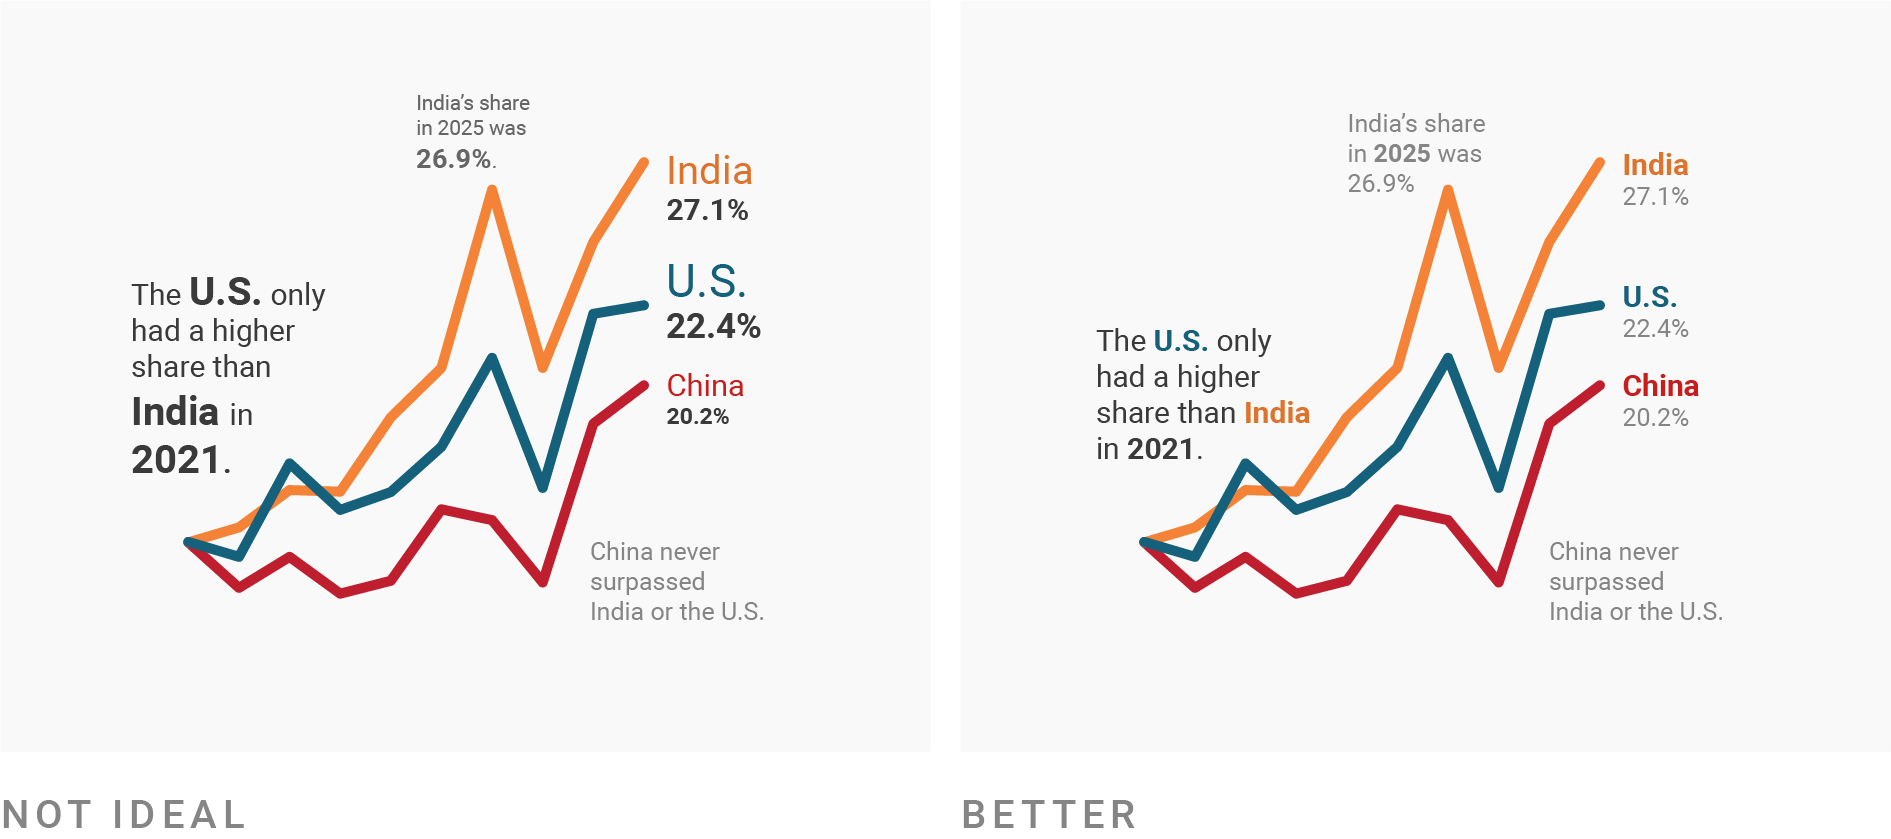 India's share
in 2025 was
26.9%.
India
27.1%
U.S.
22.4%
The U.S. only
had a higher
share than
India in
2021.
China
20.2%
China never
surpassed
India or the U.S.
NOT IDEAL
India's share
in 2025 was
26.9%
India
27.1%
U.S.
22.4%
The U.S. only
had a higher
share than India
in 2021.
China
20.2%
China never
surpassed
India or the U.S.
BETTER